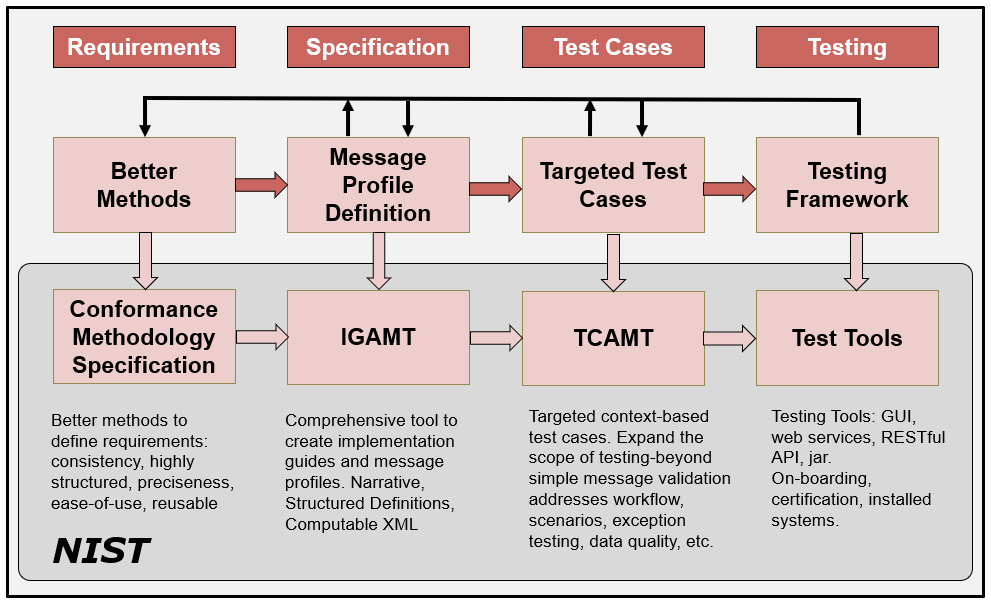 Requirements
Specification
Test Cases
Testing
Better
Methods
Message
Profile
Definition
Targeted Test
Cases
Testing
Framework
Conformance
Methodology
Specification
IGAMT
TCAMT
Test Tools
Better methods to
define requirements:
consistency, highly
structured, preciseness,
ease-of-use, reusable
Comprehensive tool to
create implementation
guides and message
profiles. Narrative,
Structured Definitions,
Computable XML
Targeted context-based
test cases. Expand the
scope of testing-beyond
simple message validation
addresses workflow,
scenarios, exception
testing, data quality, etc.
Testing Tools: GUI,
web services, RESTful
API, jar.
On-boarding,
certification, installed
systems.
NIST